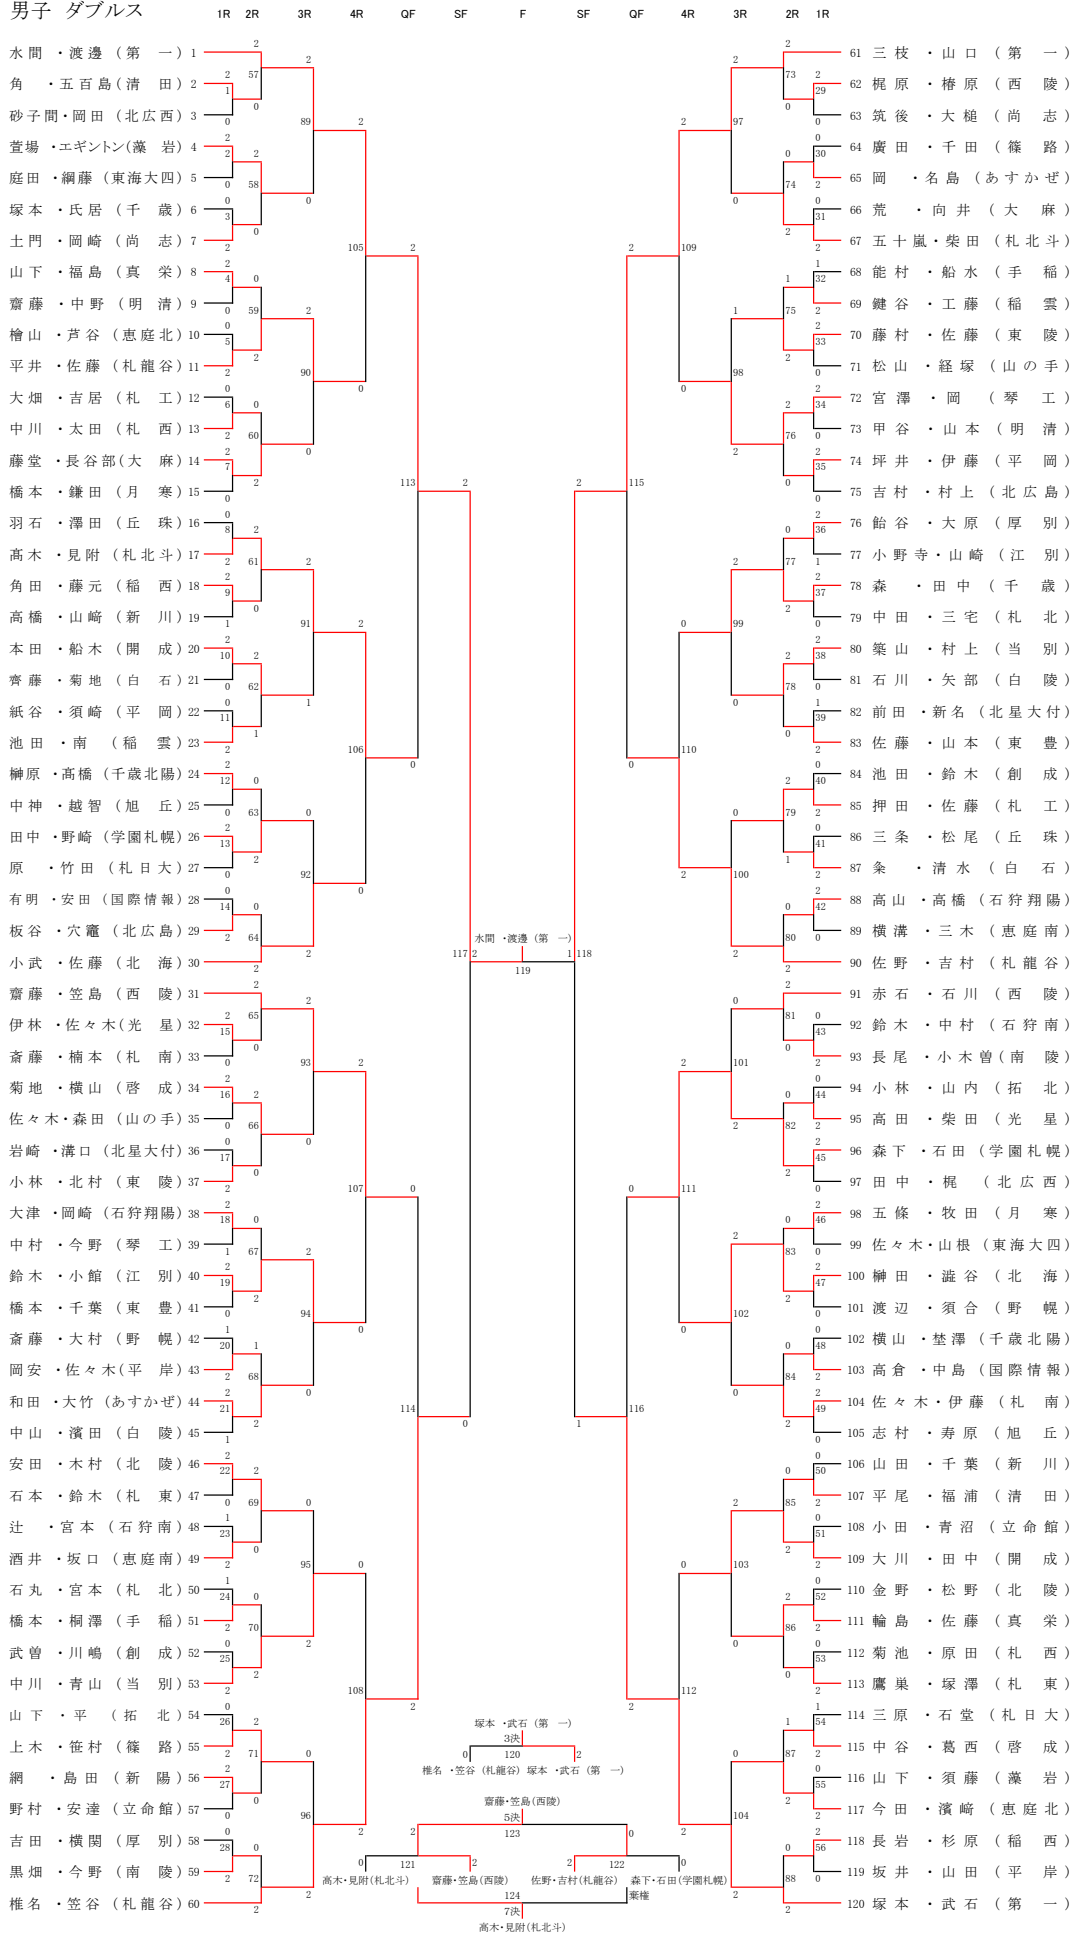 男子 ダブルス
1R 2R 3R 4R QF SF F SF QF 4R 3R 2R 1R
水間 ・渡邊 (第 一) 1
角 ・五百島(清 田) 2
砂子間・岡田 (北広西) 3
萱場 ・エギントン(藻 岩) 4
庭田 ・綱藤 (東海大四) 5
塚本 ・氏居 (千 歳) 6
土門 ・岡崎 (尚 志) 7
山下 ・福島 (真 栄) 8
齋藤 ・中野 (明 清) 9
檜山 ・芦谷 (恵庭北) 10
平井 ・佐藤 (札龍谷) 11
大畑 ・吉居 (札 工) 12
中川 ・太田 (札 西) 13
藤堂 ・長谷部(大 麻) 14
橋本 ・鎌田 (月 寒) 15
羽石 ・澤田 (丘 珠) 16
髙木 ・見附 (札北斗) 17
角田 ・藤元 (稲 西) 18
高橋 ・山﨑 (新 川) 19
本田 ・船木 (開 成) 20
齊藤 ・菊地 (白 石) 21
紙谷 ・須崎 (平 岡) 22
池田 ・南 (稲 雲) 23
榊原 ・髙橋 (千歳北陽) 24
中神 ・越智 (旭 丘) 25
田中 ・野崎 (学園札幌) 26
原 ・竹田 (札日大) 27
有明 ・安田 (国際情報) 28
板谷 ・穴竈 (北広島) 29
小武 ・佐藤 (北 海) 30
齋藤 ・笠島 (西 陵) 31
伊林 ・佐々木(光 星) 32
斎藤 ・楠本 (札 南) 33
菊地 ・横山 (啓 成) 34
佐々木・森田 (山の手) 35
岩崎 ・溝口 (北星大付) 36
小林 ・北村 (東 陵) 37
大津 ・岡崎 (石狩翔陽) 38
中村 ・今野 (琴 工) 39
鈴木 ・小館 (江 別) 40
橋本 ・千葉 (東 豊) 41
斎藤 ・大村 (野 幌) 42
岡安 ・佐々木(平 岸) 43
和田 ・大竹 (あすかぜ) 44
中山 ・濱田 (白 陵) 45
安田 ・木村 (北 陵) 46
石本 ・鈴木 (札 東) 47
辻 ・宮本 (石狩南) 48
酒井 ・坂口 (恵庭南) 49
石丸 ・宮本 (札 北) 50
橋本 ・桐澤 (手 稲) 51
武曽 ・川嶋 (創 成) 52
中川 ・青山 (当 別) 53
山下 ・平 (拓 北) 54
上木 ・笹村 (篠 路) 55
網 ・島田 (新 陽) 56
野村 ・安達 (立命館) 57
吉田 ・横関 (厚 別) 58
黒畑 ・今野 (南 陵) 59
椎名 ・笠谷 (札龍谷) 60
水間 ・渡邊 (第 一)
117 2 1 118
119
塚本 ・武石 (第 一)
3決
0 120 2
椎名 ・笠谷 (札龍谷) 塚本 ・武石 (第 一)
齋藤・笠島(西陵)
5決
2 123 0
0 121 2 2 122 0
髙木・見附(札北斗) 齋藤・笠島(西陵) 佐野・吉村(札龍谷) 森下・石田(学園札幌)
124 棄権
7決
髙木・見附(札北斗)
61 三枝 ・山口 (第 一)
62 梶原 ・椿原 (西 陵)
63 筑後 ・大槌 (尚 志)
64 廣田 ・千田 (篠 路)
65 岡 ・名島 (あすかぜ)
66 荒 ・向井 (大 麻)
67 五十嵐・柴田 (札北斗)
68 能村 ・船水 (手 稲)
69 鍵谷 ・工藤 (稲 雲)
70 藤村 ・佐藤 (東 陵)
71 松山 ・経塚 (山の手)
72 宮澤 ・岡 (琴 工)
73 甲谷 ・山本 (明 清)
74 坪井 ・伊藤 (平 岡)
75 吉村 ・村上 (北広島)
76 飴谷 ・大原 (厚 別)
77 小野寺・山崎 (江 別)
78 森 ・田中 (千 歳)
79 中田 ・三宅 (札 北)
80 築山 ・村上 (当 別)
81 石川 ・矢部 (白 陵)
82 前田 ・新名 (北星大付)
83 佐藤 ・山本 (東 豊)
84 池田 ・鈴木 (創 成)
85 押田 ・佐藤 (札 工)
86 三条 ・松尾 (丘 珠)
87 粂 ・清水 (白 石)
88 高山 ・高橋 (石狩翔陽)
89 横溝 ・三木 (恵庭南)
90 佐野 ・吉村 (札龍谷)
91 赤石 ・石川 (西 陵)
92 鈴木 ・中村 (石狩南)
93 長尾 ・小木曽(南 陵)
94 小林 ・山内 (拓 北)
95 高田 ・柴田 (光 星)
96 森下 ・石田 (学園札幌)
97 田中 ・梶 (北広西)
98 五條 ・牧田 (月 寒)
99 佐々木・山根 (東海大四)
100 榊田 ・澁谷 (北 海)
101 渡辺 ・須合 (野 幌)
102 横山 ・埜澤 (千歳北陽)
103 高倉 ・中島 (国際情報)
104 佐々木・伊藤 (札 南)
105 志村 ・寿原 (旭 丘)
106 山田 ・千葉 (新 川)
107 平尾 ・福浦 (清 田)
108 小田 ・青沼 (立命館)
109 大川 ・田中 (開 成)
110 金野 ・松野 (北 陵)
111 輪島 ・佐藤 (真 栄)
112 菊池 ・原田 (札 西)
113 鷹巣 ・塚澤 (札 東)
114 三原 ・石堂 (札日大)
115 中谷 ・葛西 (啓 成)
116 山下 ・須藤 (藻 岩)
117 今田 ・濱﨑 (恵庭北)
118 長岩 ・杉原 (稲 西)
119 坂井 ・山田 (平 岸)
120 塚本 ・武石 (第 一)